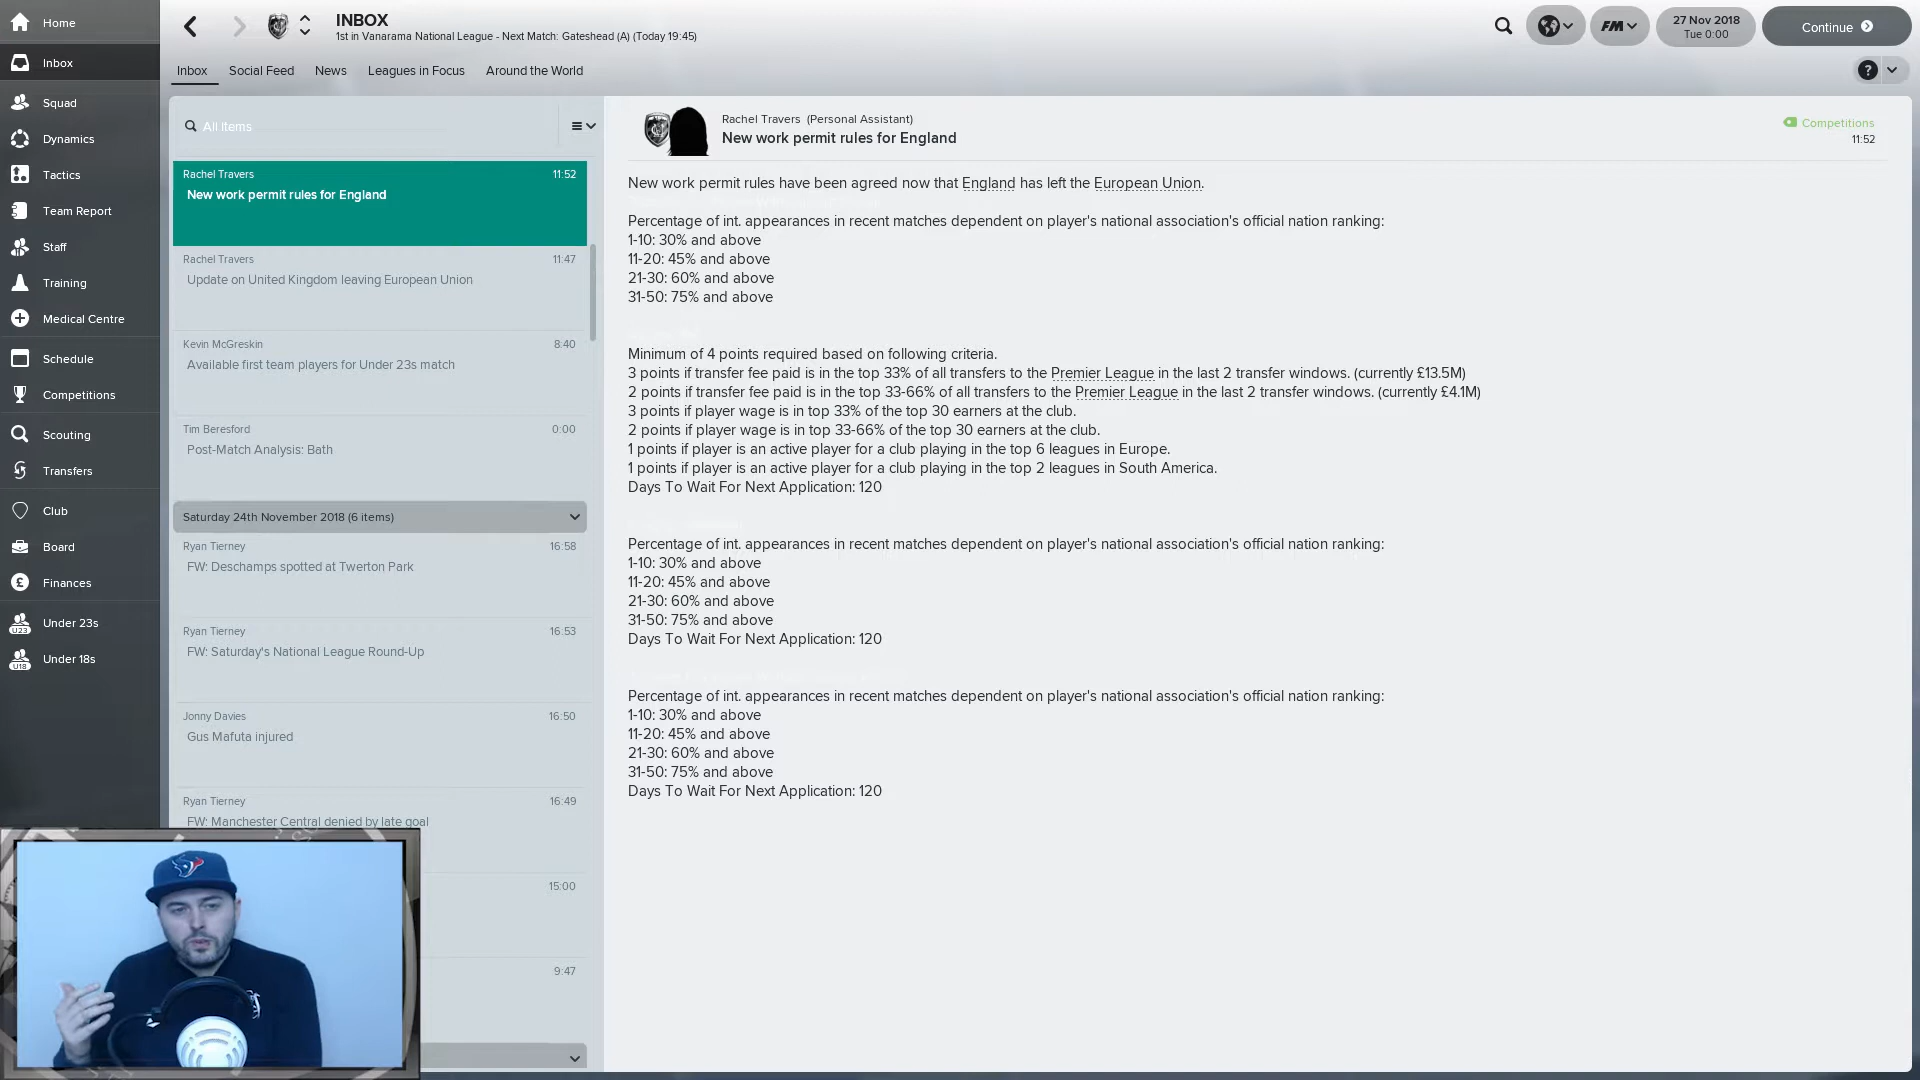 Home
Inbox
Squad
Dynamics
Tactics
Team Report
Staff
Training
Medical Centre
Schedule
Competitions
Scouting
Transfers
Club
Board
Finances
U23
Under 23s
U18
Under 18s
INBOX
1st in Vanarama National League - Next Match: Gateshead (A) (Today 19:45)
FM
27 Nov 2018
Tue 0:00
Continue
Inbox
Social Feed
News
Leagues in Focus
Around the World
?
All Items
Rachel Travers 11:52
New work permit rules for England
Rachel Travers 11:47
Update on United Kingdom leaving European Union
Kevin McGreskin 8:40
Available first team players for Under 23s match
Tim Beresford 0:00
Post-Match Analysis: Bath
Saturday 24th November 2018 (6 items)
Ryan Tierney 16:58
FW: Deschamps spotted at Twerton Park
Ryan Tierney 16:53
FW: Saturday's National League Round-Up
Jonny Davies 16:50
Gus Mafuta injured
Ryan Tierney 16:49
FW: Manchester Central denied by late goal
15:00
9:47
Rachel Travers (Personal Assistant)
New work permit rules for England
Competitions
11:52
New work permit rules have been agreed now that England has left the European Union.
Percentage of int. appearances in recent matches dependent on player's national association's official nation ranking:
1-10: 30% and above
11-20: 45% and above
21-30: 60% and above
31-50: 75% and above
Minimum of 4 points required based on following criteria.
3 points if transfer fee paid is in the top 33% of all transfers to the Premier League in the last 2 transfer windows. (currently £13.5M)
2 points if transfer fee paid is in the top 33-66% of all transfers to the Premier League in the last 2 transfer windows. (currently £4.1M)
3 points if player wage is in top 33% of the top 30 earners at the club.
2 points if player wage is in top 33-66% of the top 30 earners at the club.
1 points if player is an active player for a club playing in the top 6 leagues in Europe.
1 points if player is an active player for a club playing in the top 2 leagues in South America.
Days To Wait For Next Application: 120
Percentage of int. appearances in recent matches dependent on player's national association's official nation ranking:
1-10: 30% and above
11-20: 45% and above
21-30: 60% and above
31-50: 75% and above
Days To Wait For Next Application: 120
Percentage of int. appearances in recent matches dependent on player's national association's official nation ranking:
1-10: 30% and above
11-20: 45% and above
21-30: 60% and above
31-50: 75% and above
Days To Wait For Next Application: 120